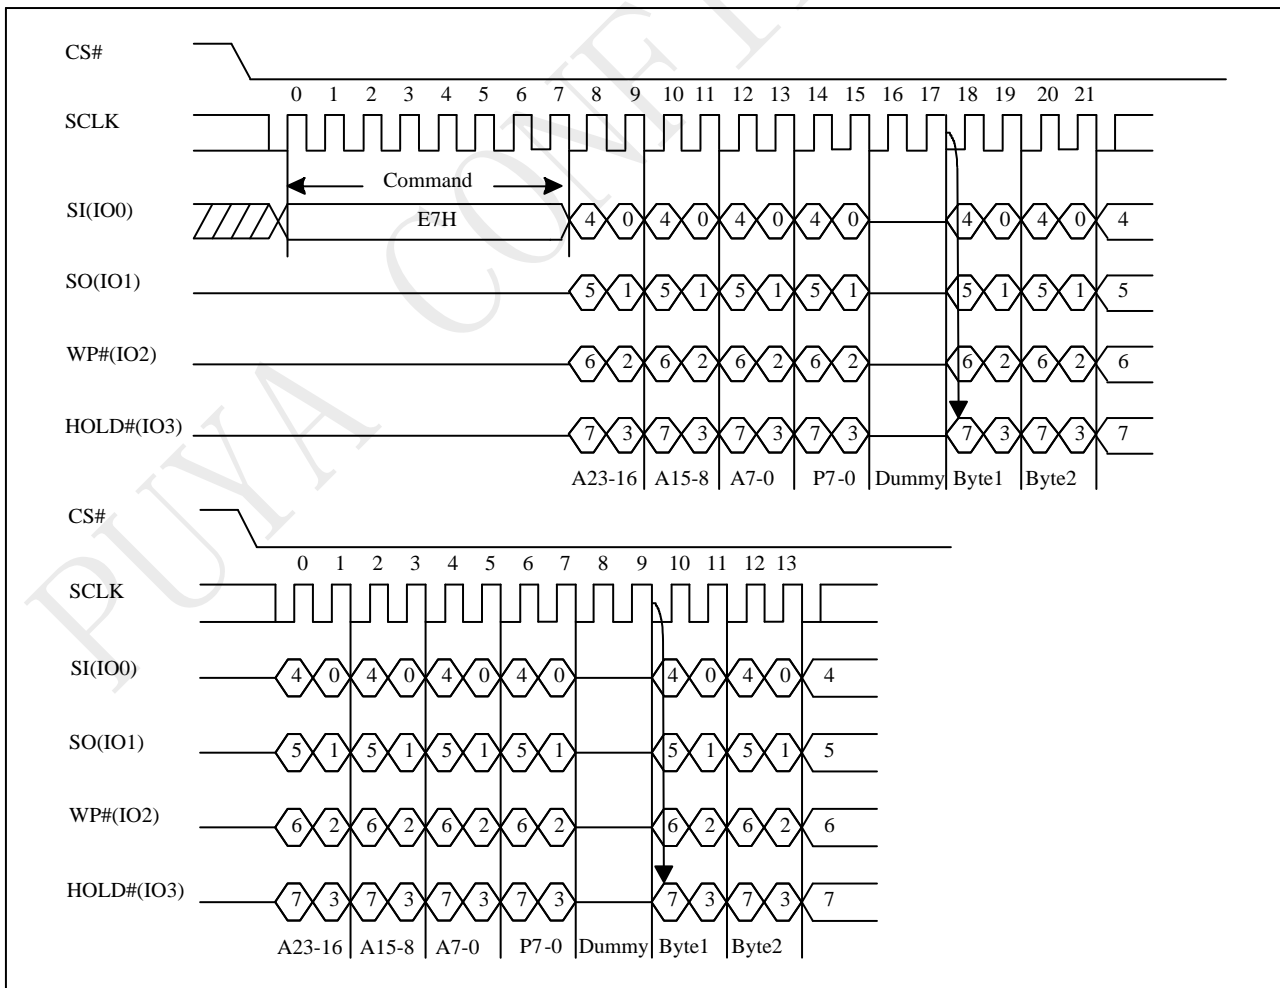 CS#
0 1 2 3 4 5 6 7 8 9 10 11 12 13 14 15 16 17 18 19 20 21
SCLK
Command
SI(IO0) E7H 4 0 4 0 4 0 4 0 4 0 4 0 4
SO(IO1) 5 1 5 1 5 1 5 1 5 1 5 1 5
WP#(IO2) 6 2 6 2 6 2 6 2 6 2 6 2 6
HOLD#(IO3) 7 3 7 3 7 3 7 3 7 3 7 3 7
A23-16 A15-8 A7-0 P7-0 Dummy Byte1 Byte2
CS#
0 1 2 3 4 5 6 7 8 9 10 11 12 13
SCLK
SI(IO0) 4 0 4 0 4 0 4 0 4 0 4 0 4
SO(IO1) 5 1 5 1 5 1 5 1 5 1 5 1 5
WP#(IO2) 6 2 6 2 6 2 6 2 6 2 6 2 6
HOLD#(IO3) 7 3 7 3 7 3 7 3 7 3 7 3 7
A23-16 A15-8 A7-0 P7-0 Dummy Byte1 Byte2
PUYA